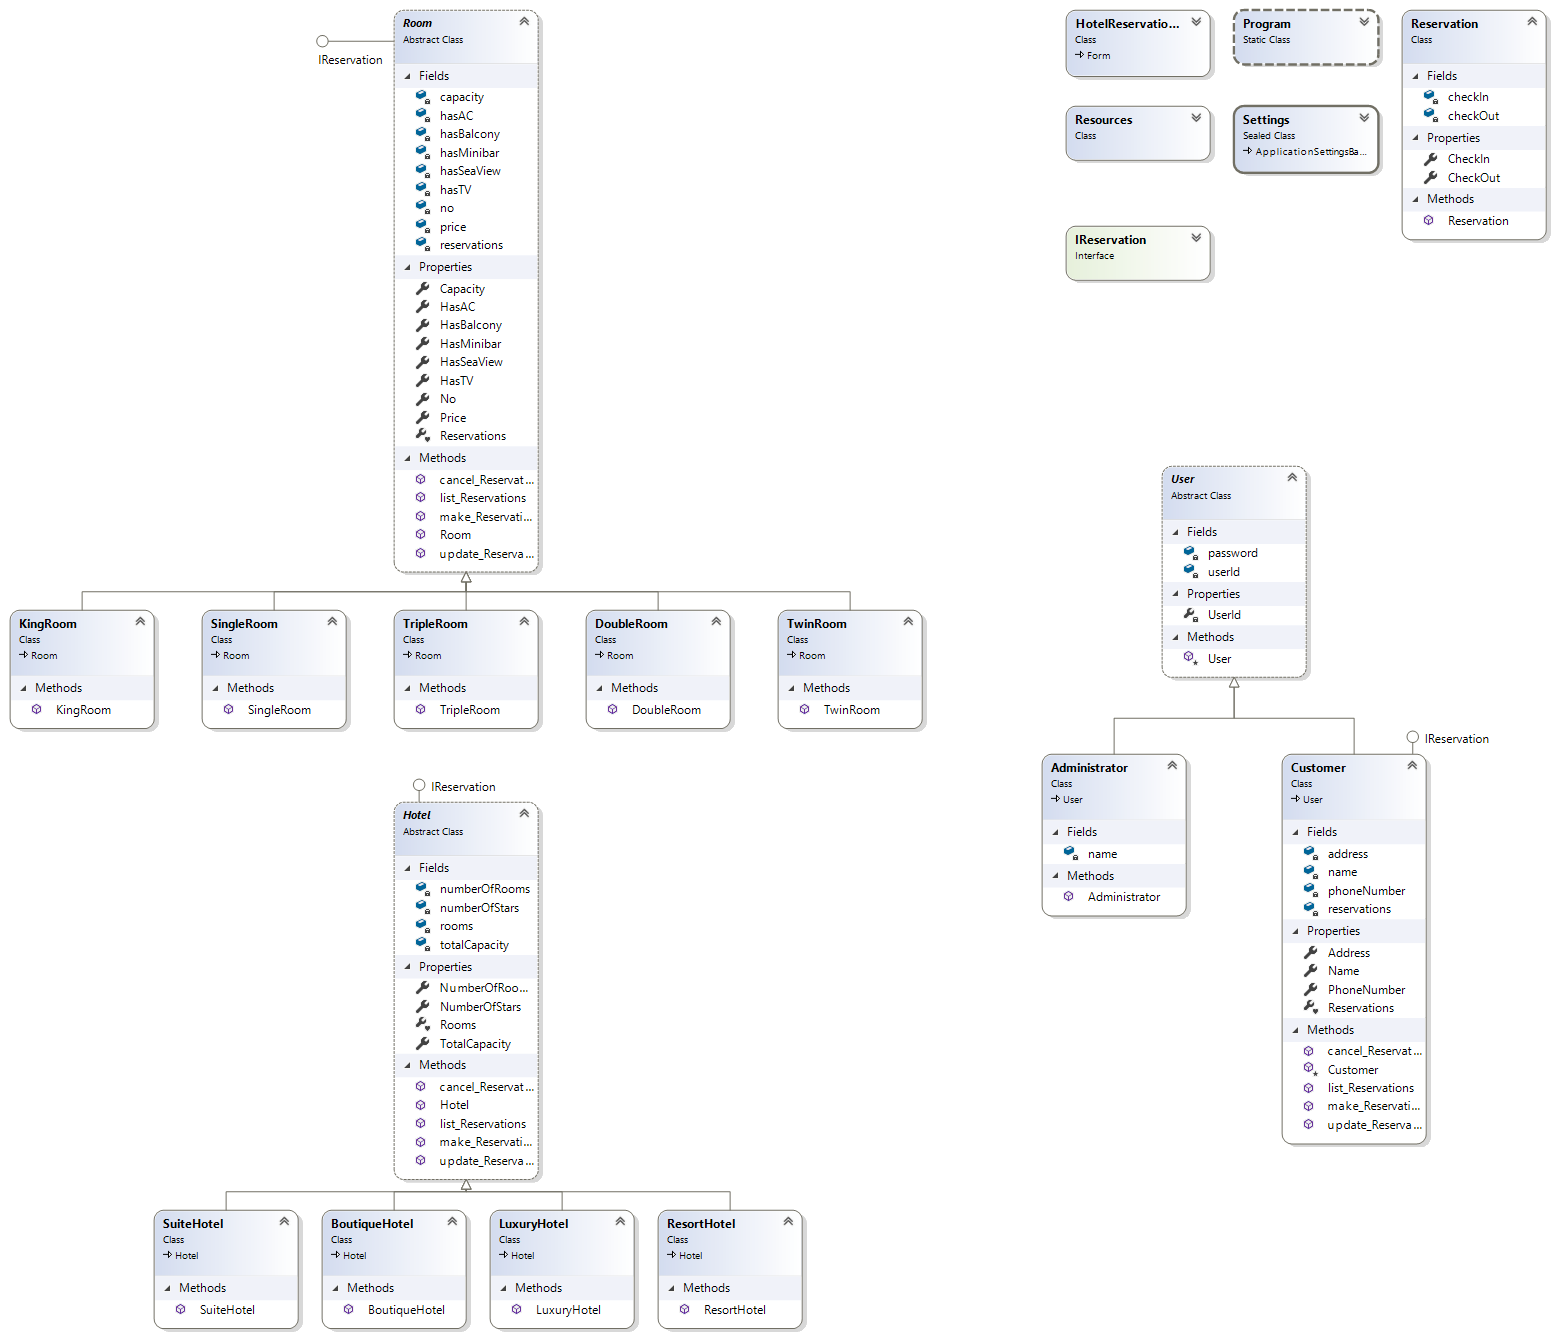 IReservation
Room
Abstract Class
Fields
capacity
hasAC
hasBalcony
hasMinibar
hasSeaView
hasTV
no
price
reservations
Properties
Capacity
HasAC
HasBalcony
HasMinibar
HasSeaView
HasTV
No
Price
Reservations
Methods
cancel_Reservat...
list_Reservations
make_Reservati...
Room
update_Reserva...
KingRoom
Class
Room
Methods
KingRoom
SingleRoom
Class
Room
Methods
SingleRoom
TripleRoom
Class
Room
Methods
TripleRoom
DoubleRoom
Class
Room
Methods
DoubleRoom
TwinRoom
Class
Room
Methods
TwinRoom
IReservation
Hotel
Abstract Class
Fields
numberOfRooms
numberOfStars
rooms
totalCapacity
Properties
NumberOfRoo...
NumberOfStars
Rooms
TotalCapacity
Methods
cancel_Reservat...
Hotel
list_Reservations
make_Reservati...
update_Reserva...
SuiteHotel
Class
Hotel
Methods
SuiteHotel
BoutiqueHotel
Class
Hotel
Methods
BoutiqueHotel
LuxuryHotel
Class
Hotel
Methods
LuxuryHotel
ResortHotel
Class
Hotel
Methods
ResortHotel
HotelReservatio...
Class
Form
Program
Static Class
Reservation
Class
Fields
checkIn
checkOut
Properties
CheckIn
CheckOut
Methods
Reservation
Resources
Class
Settings
Sealed Class
ApplicationSettingsBa...
IReservation
Interface
User
Abstract Class
Fields
password
userId
Properties
UserId
Methods
User
Administrator
Class
User
Fields
name
Methods
Administrator
IReservation
Customer
Class
User
Fields
address
name
phoneNumber
reservations
Properties
Address
Name
PhoneNumber
Reservations
Methods
cancel_Reservat...
Customer
list_Reservations
make_Reservati...
update_Reserva...